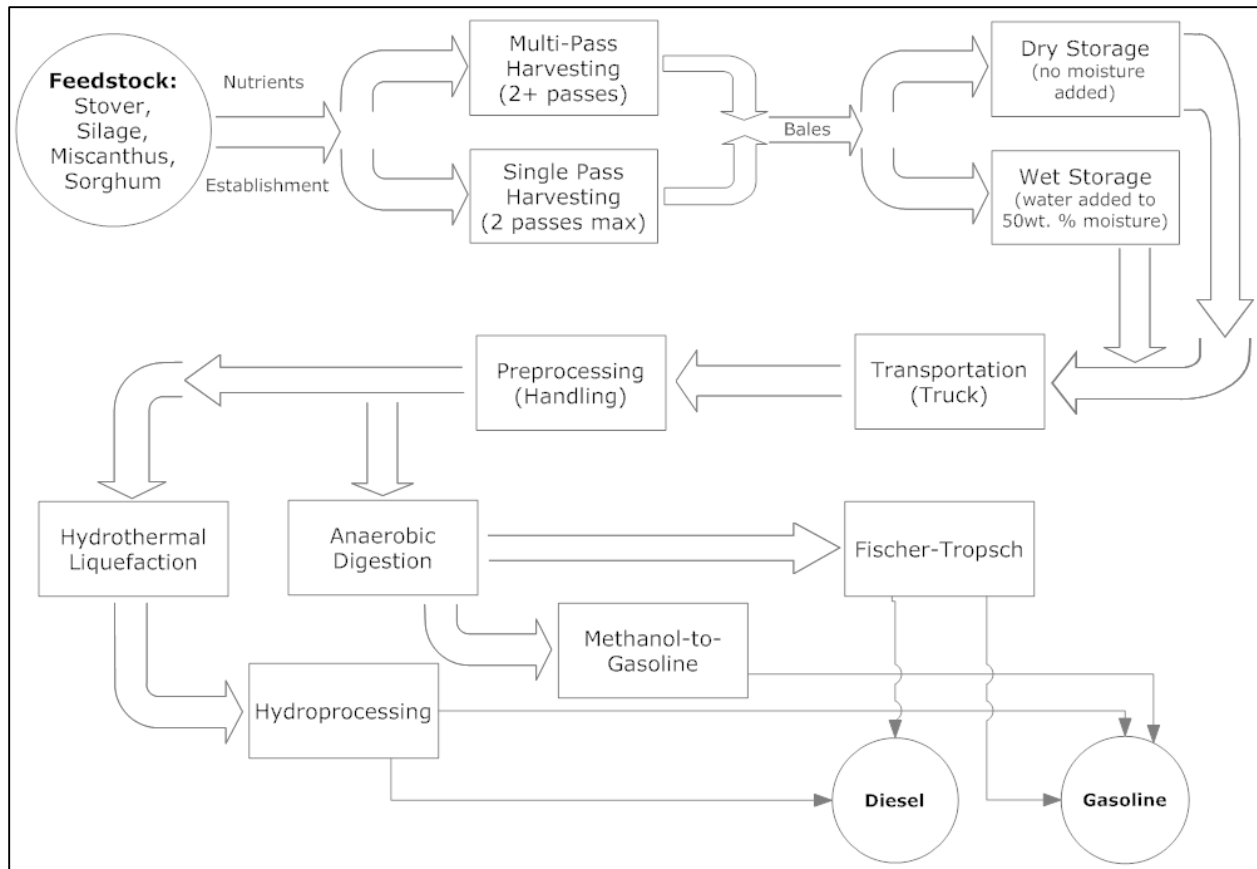 Feedstock:
Stover,
Silage,
Miscanthus,
Sorghum
Nutrients
Establishment
Multi-Pass
Harvesting
(2+ passes)
Single Pass
Harvesting
(2 passes max)
Bales
Dry Storage
(no moisture
added)
Wet Storage
(water added to
50wt. % moisture)
Transportation
(Truck)
Preprocessing
(Handling)
Hydrothermal
Liquefaction
Anaerobic
Digestion
Fischer-Tropsch
Methanol-to-
Gasoline
Hydroprocessing
Diesel
Gasoline